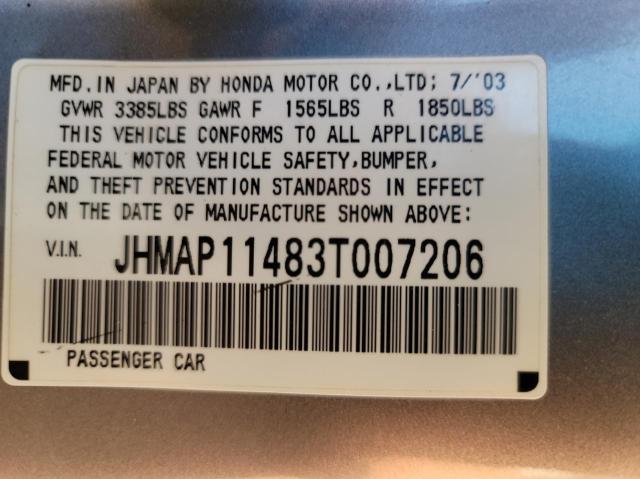 MFD. IN JAPAN BY HONDA MOTOR CO.,LTD; 7/'03
GVWR 3385LBS GAWR F 1565LBS R 1850LBS
THIS VEHICLE CONFORMS TO ALL APPLICABLE
FEDERAL MOTOR VEHICLE SAFETY,BUMPER,
AND THEFT PREVENTION STANDARDS IN EFFECT
ON THE DATE OF MANUFACTURE SHOWN ABOVE:
V.I.N. JHMAP11483T007206
PASSENGER CAR